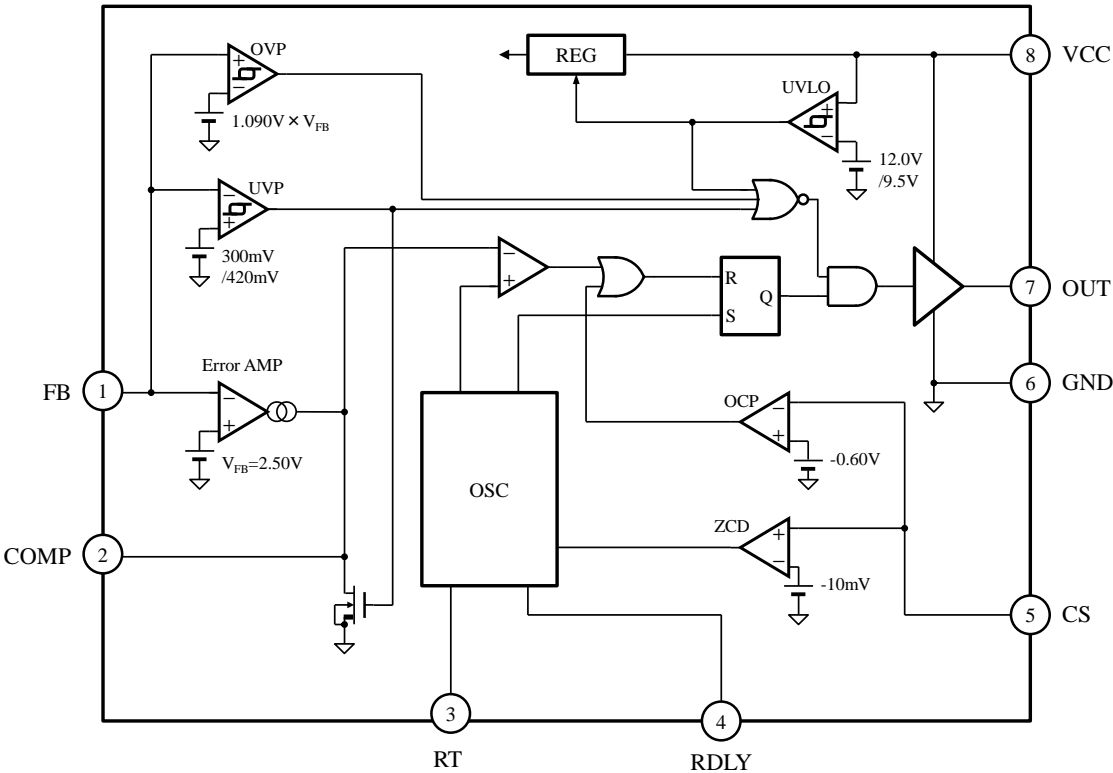 OVP
+
−
1.090V × VFB
REG
8
VCC
UVLO
+
−
12.0V
/9.5V
UVP
−
+
300mV
/420mV
−
+
R
S
Q
7
OUT
Error AMP
FB
1
−
+
VFB=2.50V
6
GND
OCP
−
+
-0.60V
OSC
ZCD
+
−
-10mV
COMP
2
5
CS
3
RT
4
RDLY